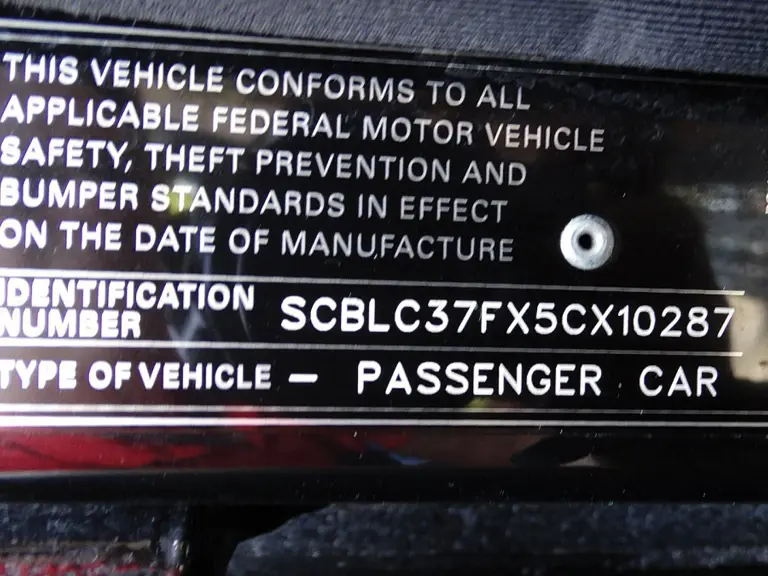 THIS VEHICLE CONFORMS TO ALL
APPLICABLE FEDERAL MOTOR VEHICLE
SAFETY, THEFT PREVENTION AND
BUMPER STANDARDS IN EFFECT
ON THE DATE OF MANUFACTURE
IDENTIFICATION
NUMBER
SCBLC37FX5CX10287
TYPE OF VEHICLE — PASSENGER CAR